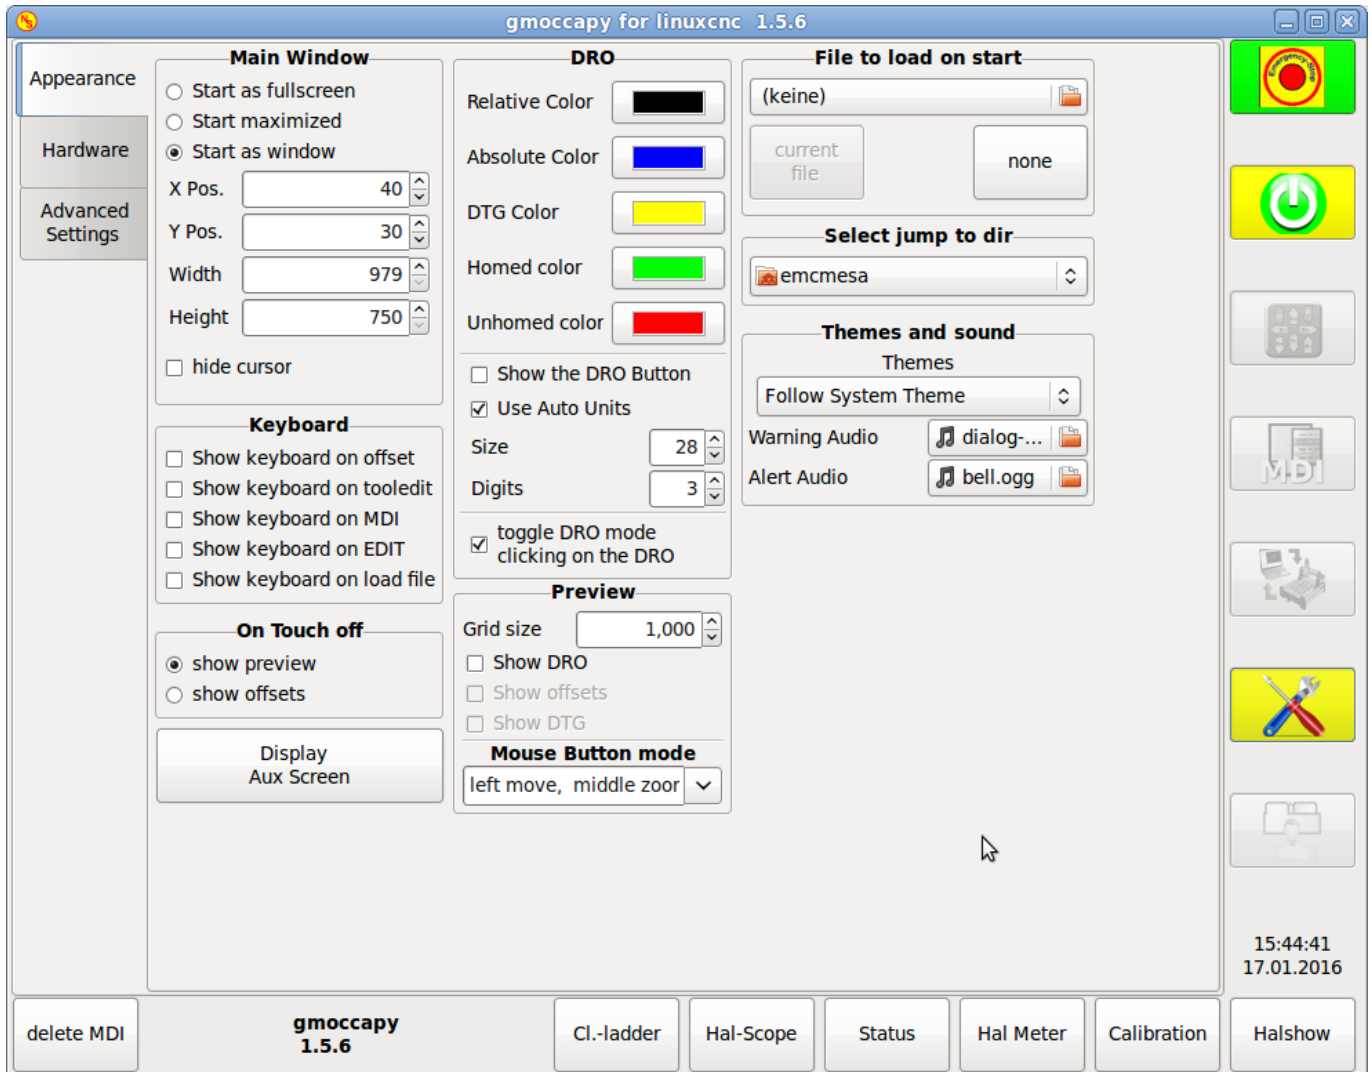 gmoccapy for linuxcnc 1.5.6
Appearance
Hardware
Advanced
Settings
Main Window
Start as fullscreen
Start maximized
Start as window
X Pos. 40
Y Pos. 30
Width 979
Height 750
hide cursor
Keyboard
Show keyboard on offset
Show keyboard on tooledit
Show keyboard on MDI
Show keyboard on EDIT
Show keyboard on load file
On Touch off
show preview
show offsets
Display
Aux Screen
DRO
Relative Color
Absolute Color
DTG Color
Homed color
Unhomed color
Show the DRO Button
Use Auto Units
Size 28
Digits 3
toggle DRO mode
clicking on the DRO
Preview
Grid size 1,000
Show DRO
Show offsets
Show DTG
Mouse Button mode
left move, middle zoor
File to load on start
(keine)
current
file
none
Select jump to dir
emcmesa
Themes and sound
Themes
Follow System Theme
Warning Audio dialog-...
Alert Audio bell.ogg
Emergency-Stop
MDI
15:44:41
17.01.2016
delete MDI
gmoccapy
1.5.6
Cl.-ladder
Hal-Scope
Status
Hal Meter
Calibration
Halshow